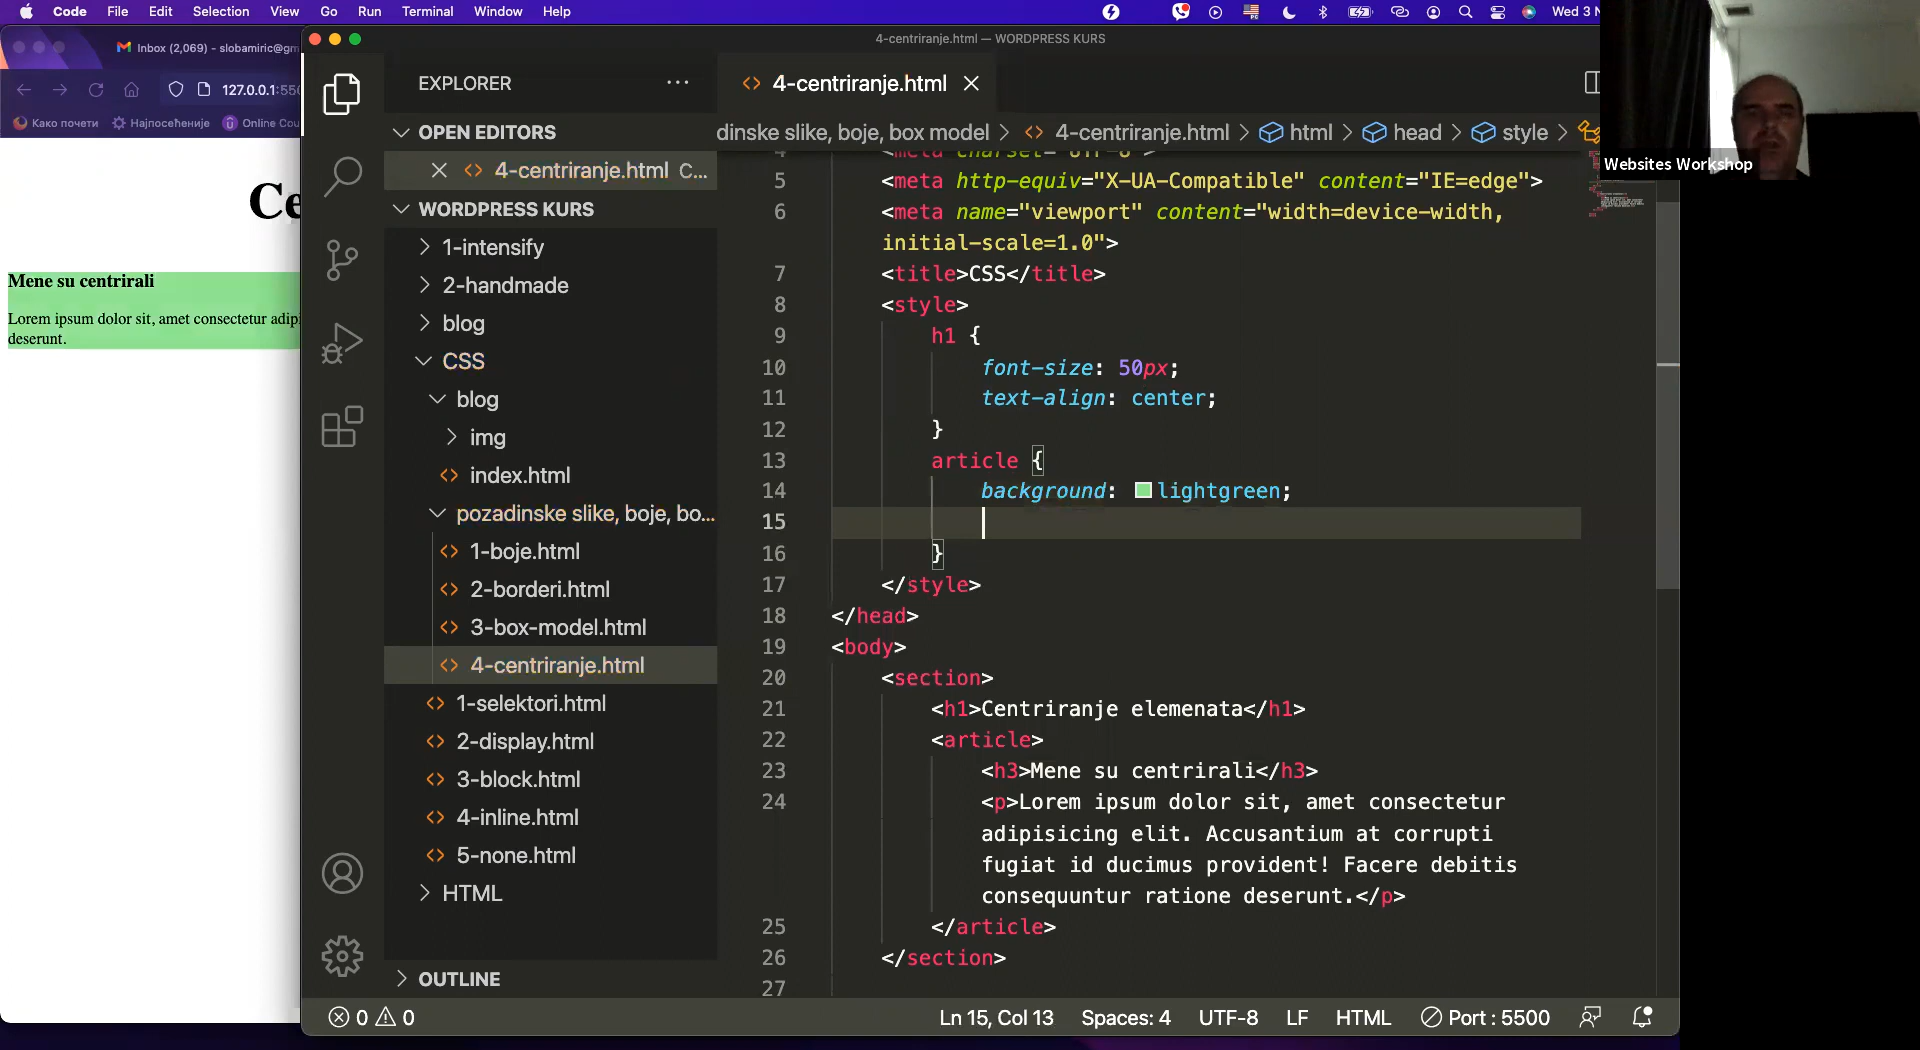 Code File Edit Selection View Go Run Terminal Window Help Wed 3 N
Inbox (2,069) - slobamiric@gm
127.0.0.1:550
Како почети Најпосећеније Online Cou
Ce
Mene su centrirali
Lorem ipsum dolor sit, amet consectetur adipi
deserunt.
4-centriranje.html — WORDPRESS KURS
EXPLORER
OPEN EDITORS
4-centriranje.html C...
WORDPRESS KURS
1-intensify
2-handmade
blog
CSS
blog
img
index.html
pozadinske slike, boje, bo...
1-boje.html
2-borderi.html
3-box-model.html
4-centriranje.html
1-selektori.html
2-display.html
3-block.html
4-inline.html
5-none.html
HTML
OUTLINE
4-centriranje.html
dinske slike, boje, box model > 4-centriranje.html > html > head > style >
4 <meta charset="UTF-8">
5 <meta http-equiv="X-UA-Compatible" content="IE=edge">
6 <meta name="viewport" content="width=device-width,
initial-scale=1.0">
7 <title>CSS</title>
8 <style>
9 h1 {
10 font-size: 50px;
11 text-align: center;
12 }
13 article {
14 background: lightgreen;
15
16 }
17 </style>
18 </head>
19 <body>
20 <section>
21 <h1>Centriranje elemenata</h1>
22 <article>
23 <h3>Mene su centrirali</h3>
24 <p>Lorem ipsum dolor sit, amet consectetur
adipisicing elit. Accusantium at corrupti
fugiat id ducimus provident! Facere debitis
consequuntur ratione deserunt.</p>
25 </article>
26 </section>
27
0 0 Ln 15, Col 13 Spaces: 4 UTF-8 LF HTML Port : 5500
Websites Workshop